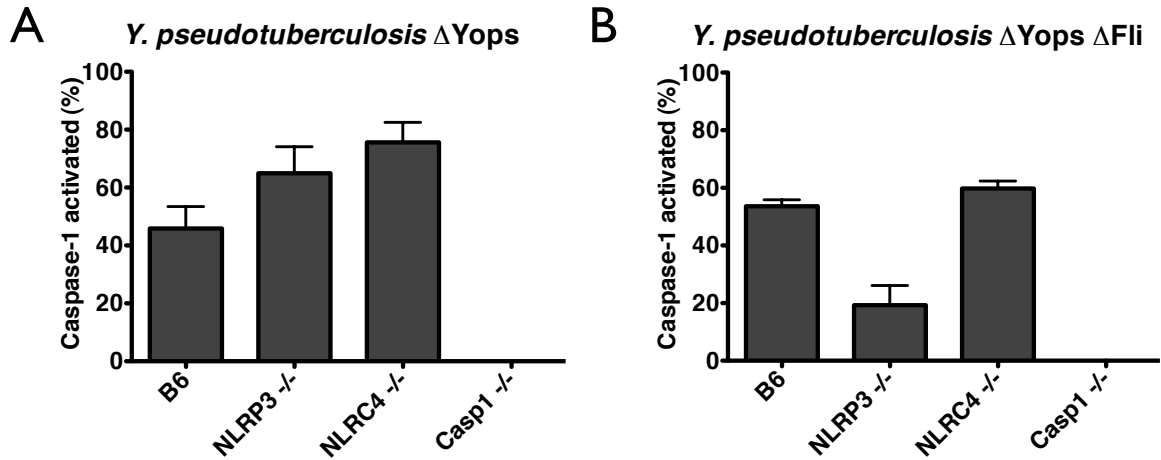 A
Y. pseudotuberculosis ΔYops
Caspase-1 activated (%)
100
80
60
40
20
0
B6
NLRP3 -/-
NLRC4 -/-
Casp1 -/-
B
Y. pseudotuberculosis ΔYops ΔFli
Caspase-1 activated (%)
100
80
60
40
20
0
B6
NLRP3 -/-
NLRC4 -/-
Casp1 -/-